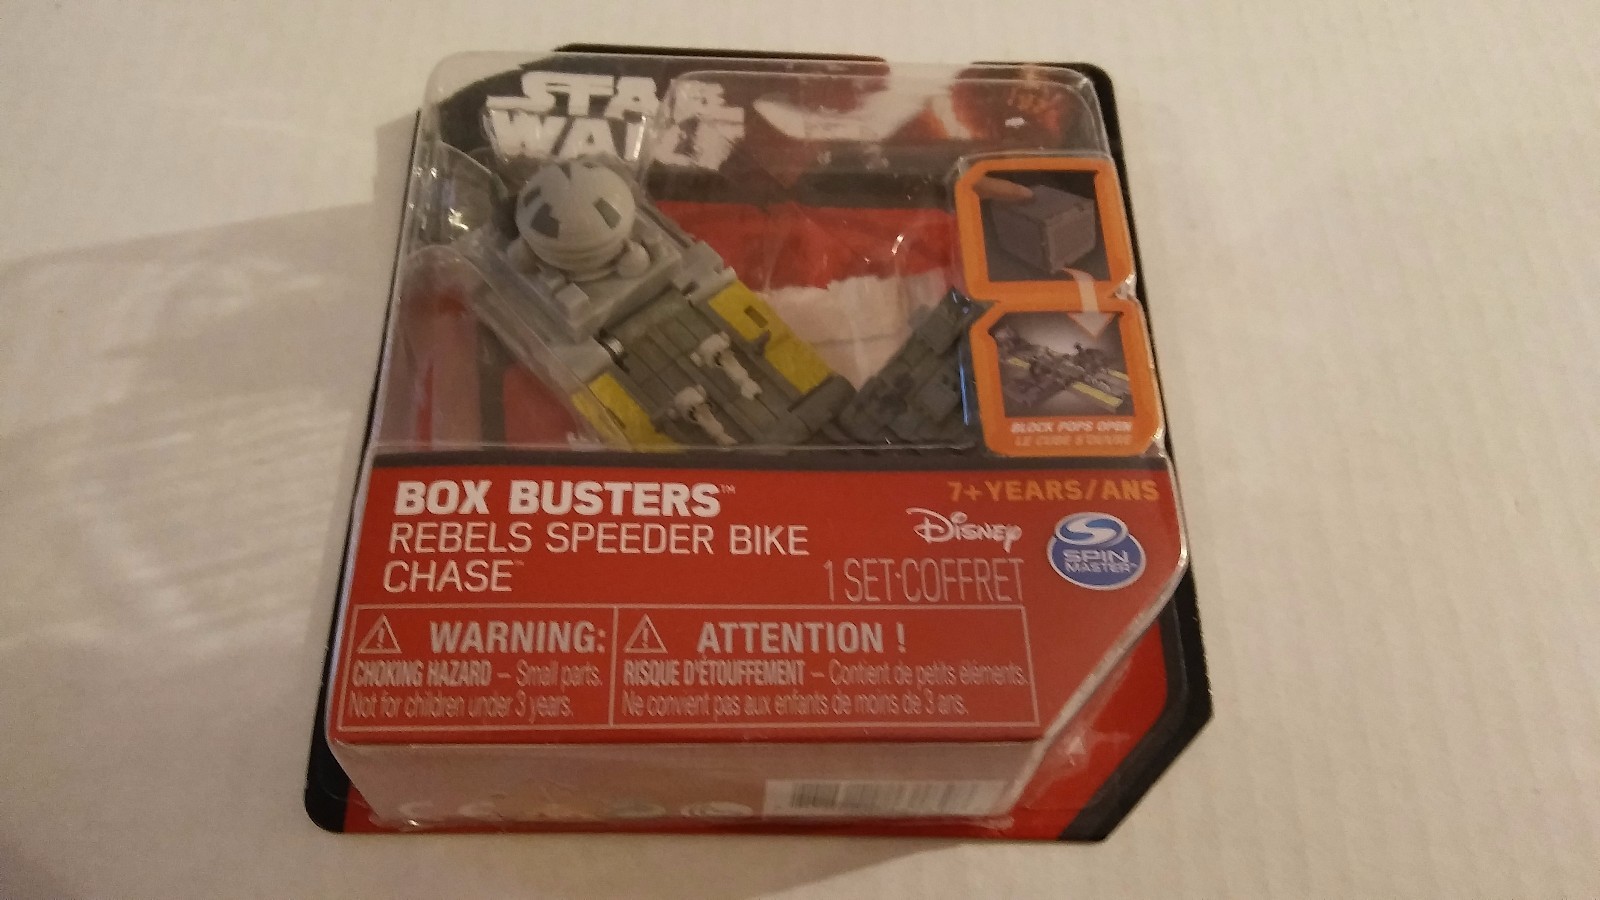 STAR
WARS
BLOCK POPS OPEN
LE CUBE S'OUVRE
BOX BUSTERS™
REBELS SPEEDER BIKE
CHASE™
7+ YEARS/ANS
Disney
SPIN
MASTER™
1 SET·COFFRET
WARNING:
CHOKING HAZARD – Small parts.
Not for children under 3 years.
ATTENTION !
RISQUE D'ÉTOUFFEMENT – Contient de petits éléments.
Ne convient pas aux enfants de moins de 3 ans.